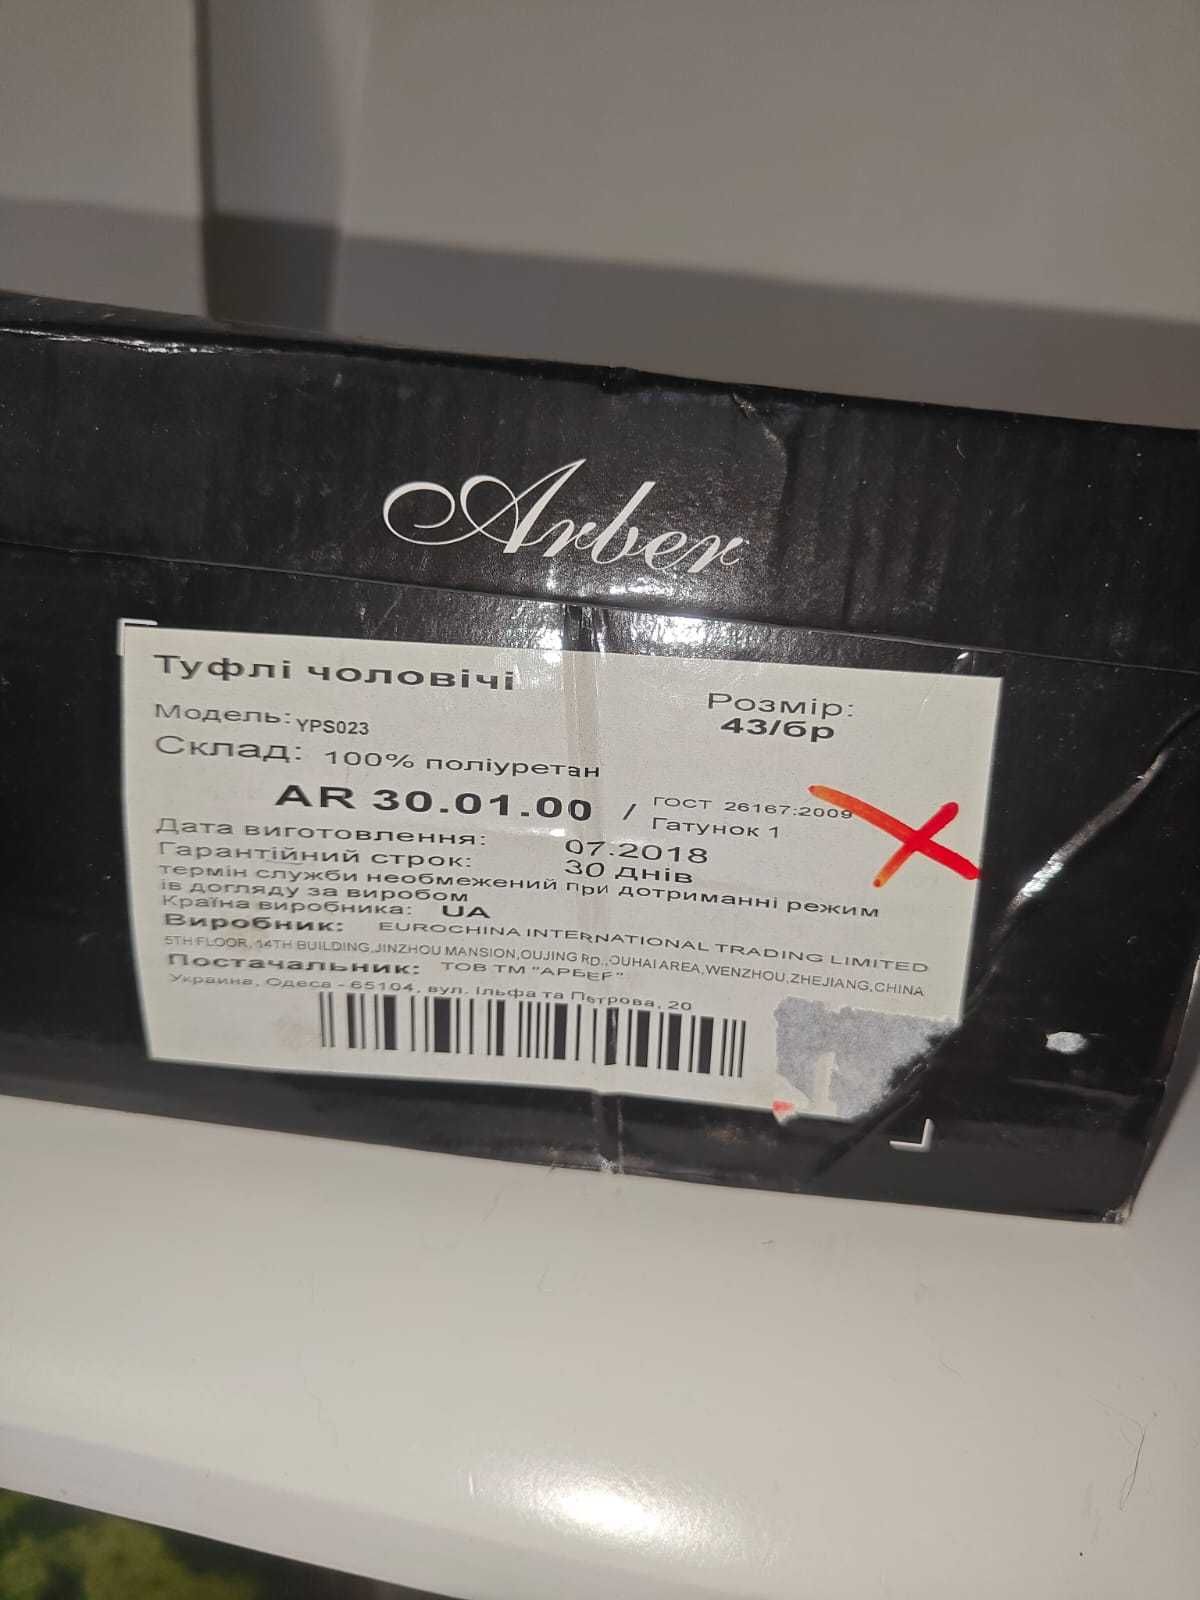 Arber
Туфлі чоловічі
Розмір:
43/бр
Модель: YPS023
Склад: 100% поліуретан
AR 30.01.00 / ГОСТ 26167:2009
Гатунок 1
Дата виготовлення: 07.2018
Гарантійний строк: 30 днів
термін служби необмежений при дотриманні режим
ів догляду за виробом
Країна виробника: UA
Виробник: EUROCHINA INTERNATIONAL TRADING LIMITED
5TH FLOOR, 14TH BUILDING,JINZHOU MANSION,OUJING RD.,OUHAI AREA,WENZHOU,ZHEJIANG,CHINA
Постачальник: ТОВ ТМ "АРБЕР"
Украина, Одеса - 65104, вул. Ільфа та Петрова, 20